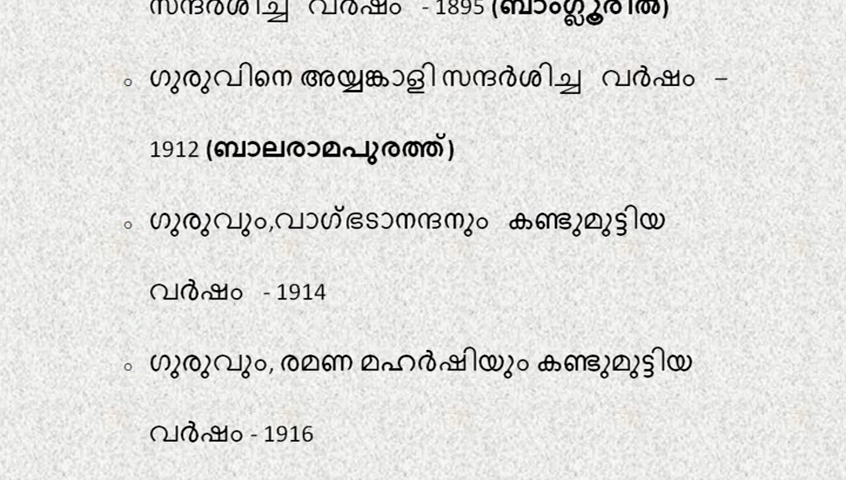 സന്ദർശിച്ച വർഷം - 1895 (ബാംഗ്ലൂരിൽ)
○ ഗുരുവിനെ അയ്യങ്കാളി സന്ദർശിച്ച വർഷം –
1912 (ബാലരാമപുരത്ത്)
○ ഗുരുവും,വാഗ്ഭടാനന്ദനും കണ്ടുമുട്ടിയ
വർഷം - 1914
○ ഗുരുവും, രമണ മഹർഷിയും കണ്ടുമുട്ടിയ
വർഷം - 1916